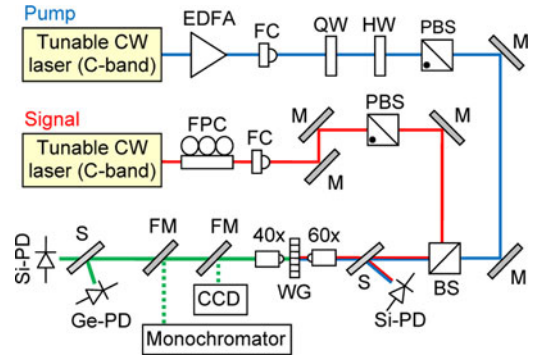 Pump
Tunable CW
laser (C-band)
EDFA
FC
QW
HW
PBS
M
Signal
Tunable CW
laser (C-band)
FPC
FC
M
M
PBS
M
Si-PD
S
Ge-PD
FM
FM
CCD
Monochromator
40x
WG
60x
S
Si-PD
BS
M